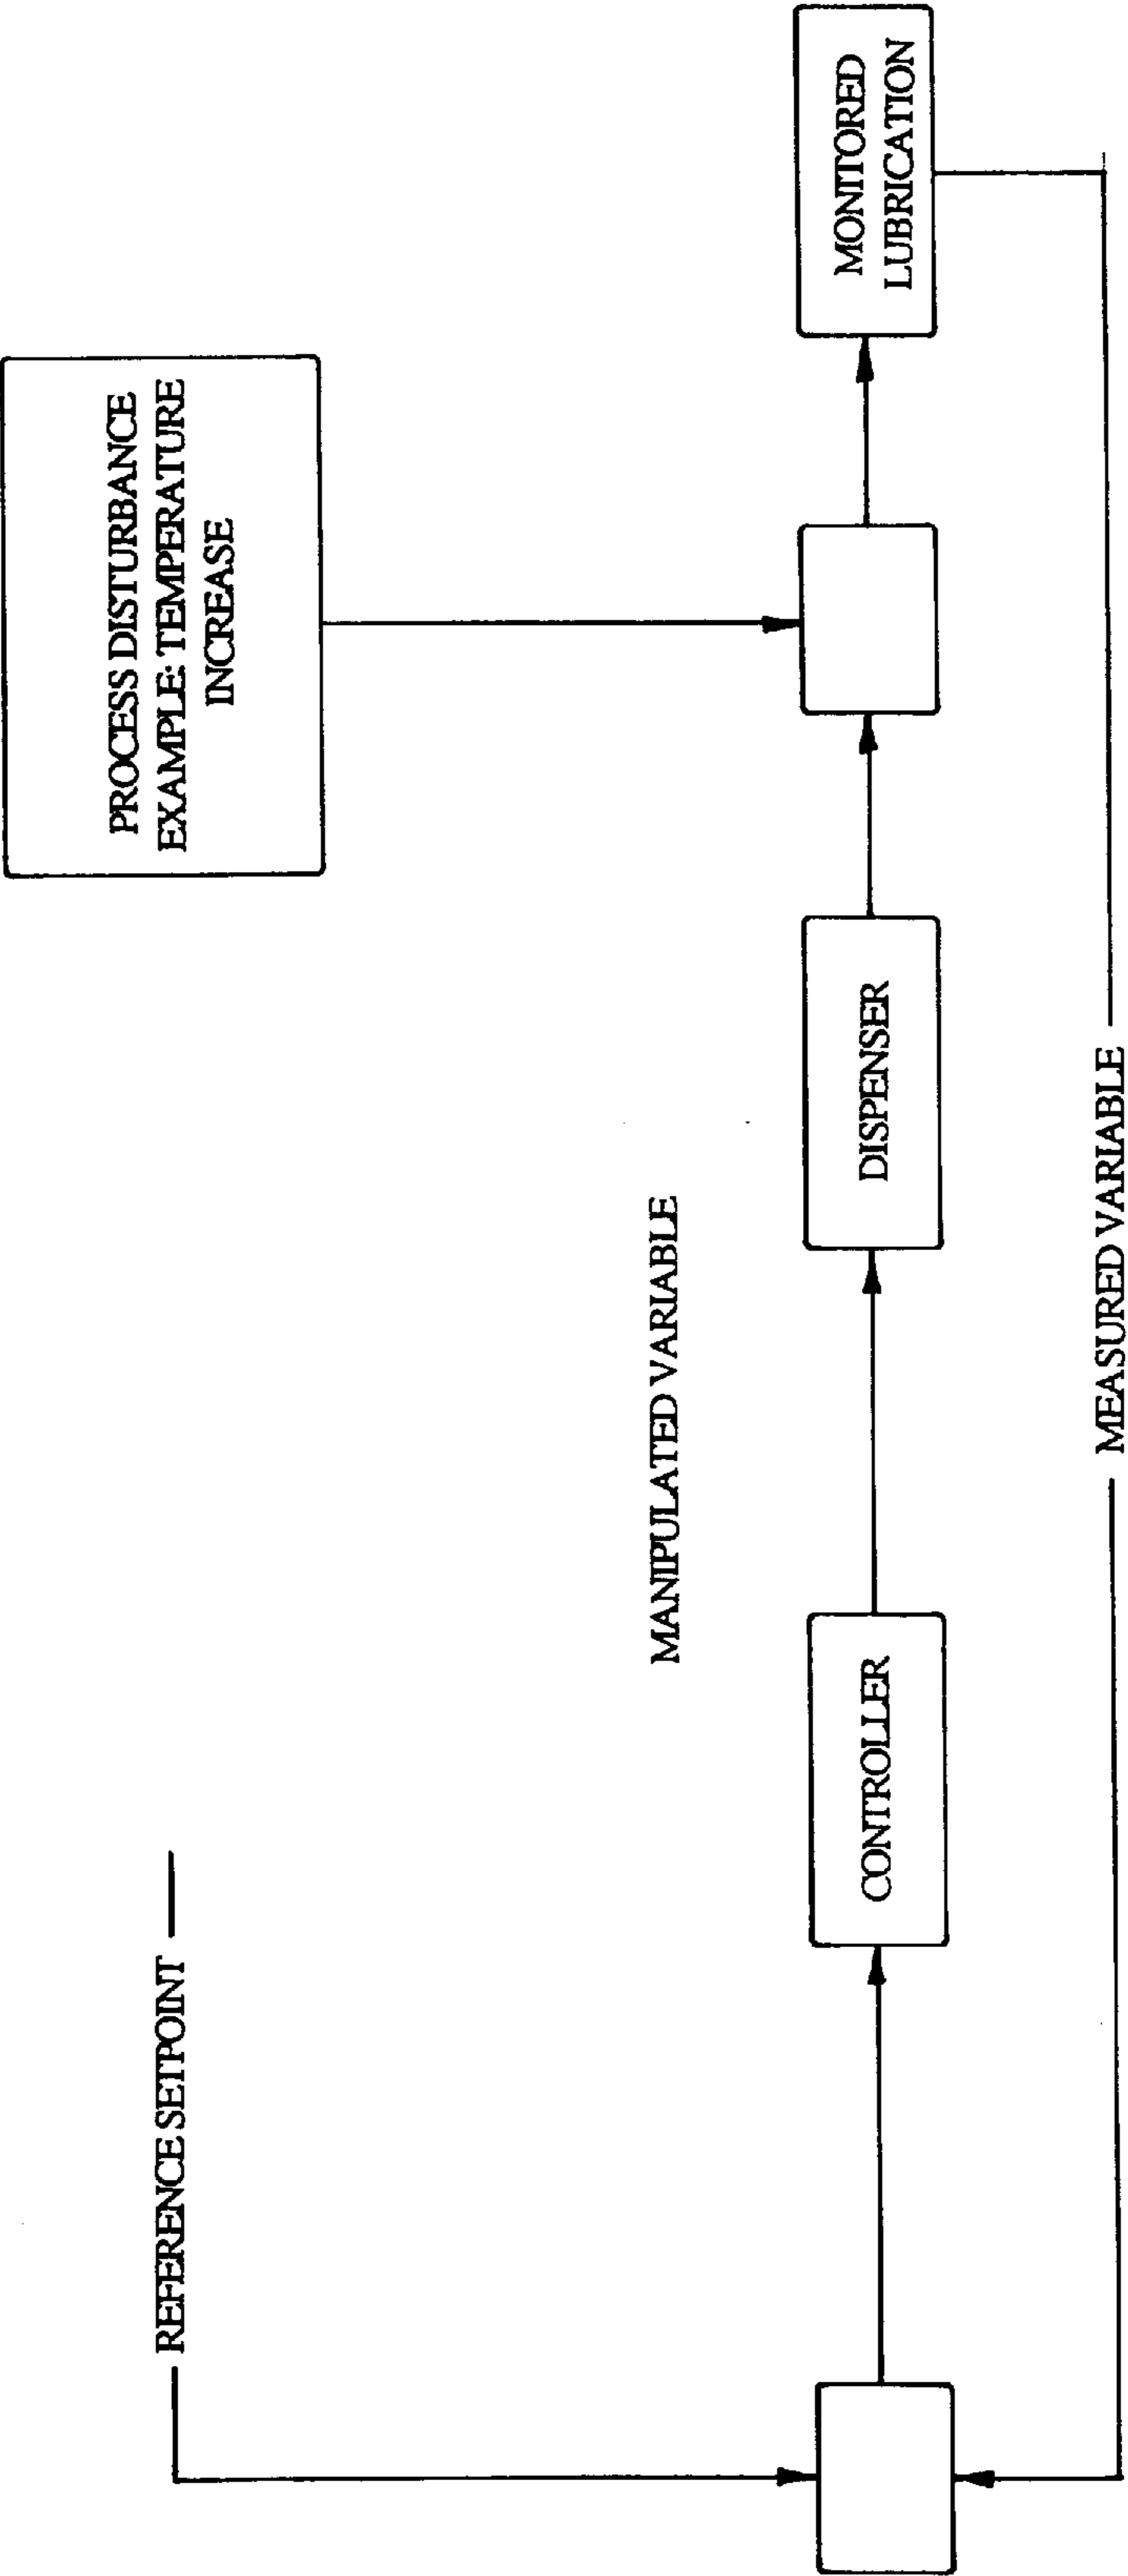 PROCESS DISTURBANCE
EXAMPLE: TEMPERATURE
INCREASE
REFERENCE SETPOINT
MANIPULATED VARIABLE
CONTROLLER
DISPENSER
MONITORED
LUBRICATION
MEASURED VARIABLE